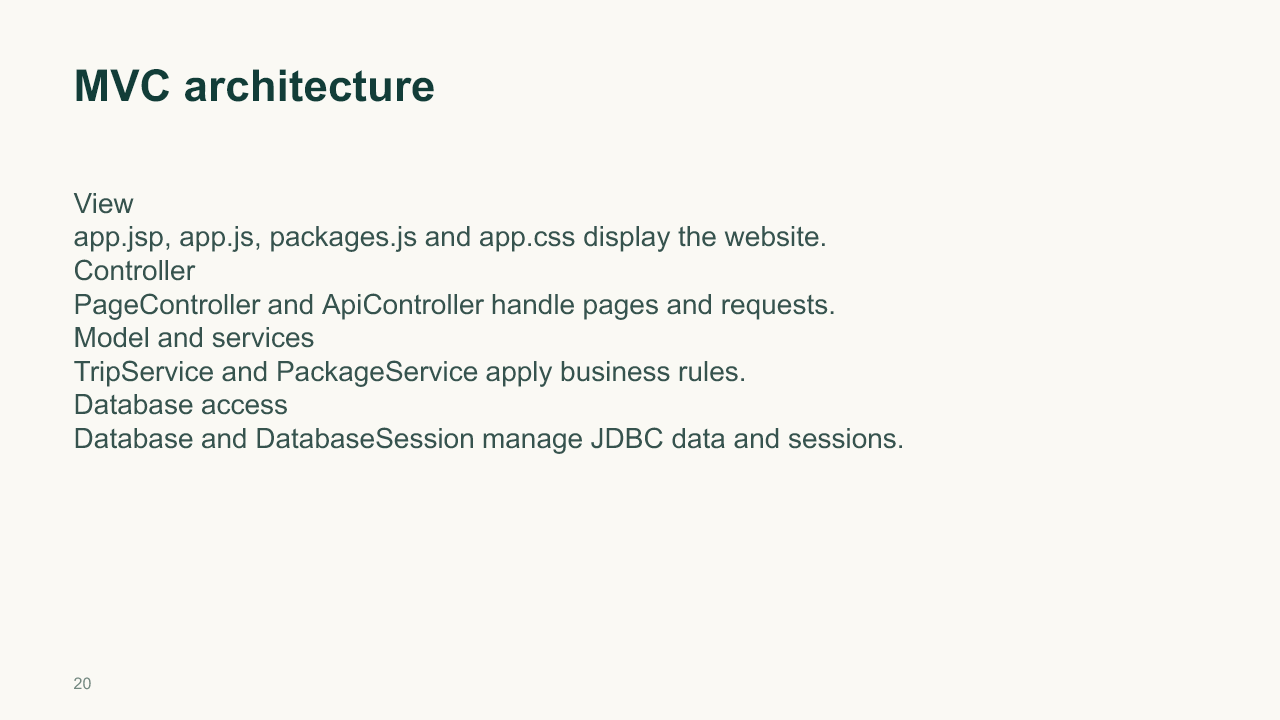 MVC architecture
View
app.jsp, app.js, packages.js and app.css display the website.
Controller
PageController and ApiController handle pages and requests.
Model and services
TripService and PackageService apply business rules.
Database access
Database and DatabaseSession manage JDBC data and sessions.
20